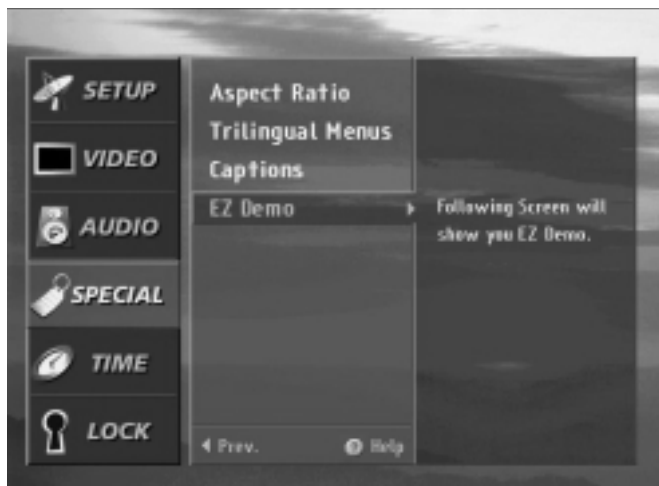 SETUP
VIDEO
AUDIO
SPECIAL
TIME
LOCK
Aspect Ratio
Trilingual Menus
Captions
EZ Demo
Following Screen will
show you EZ Demo.
Prev.
Help